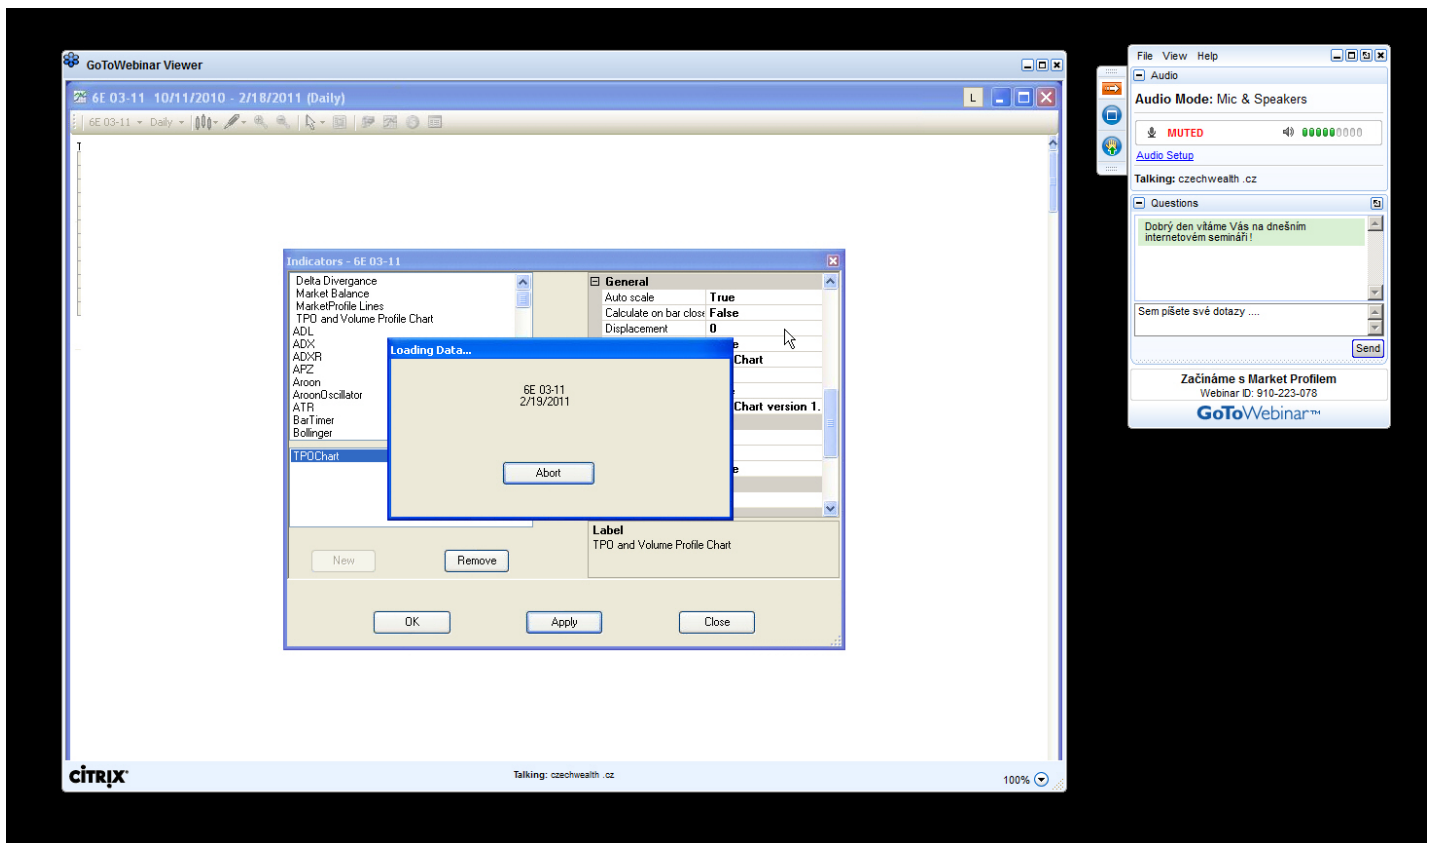 GoToWebinar Viewer
6E 03-11 10/11/2010 - 2/18/2011 (Daily)
L
6E 03-11
Daily
Indicators - 6E 03-11
Delta Divergance
Market Balance
MarketProfile Lines
TPO and Volume Profile Chart
ADL
ADX
ADXR
APZ
Aroon
AroonOscillator
ATR
BarTimer
Bollinger
TPOChart
New
Remove
General
Auto scale True
Calculate on bar close False
Displacement 0
e
Chart
Chart version 1.
e
Loading Data...
6E 03-11
2/19/2011
Abort
Label
TPO and Volume Profile Chart
OK
Apply
Close
CİTRIX
Talking: czechwealth .cz
100%
File View Help
Audio
Audio Mode: Mic & Speakers
MUTED
Audio Setup
Talking: czechwealth .cz
Questions
Dobrý den vítáme Vás na dnešním
internetovém semináři !
Sem píšete své dotazy ....
Send
Začínáme s Market Profilem
Webinar ID: 910-223-078
GoToWebinar™